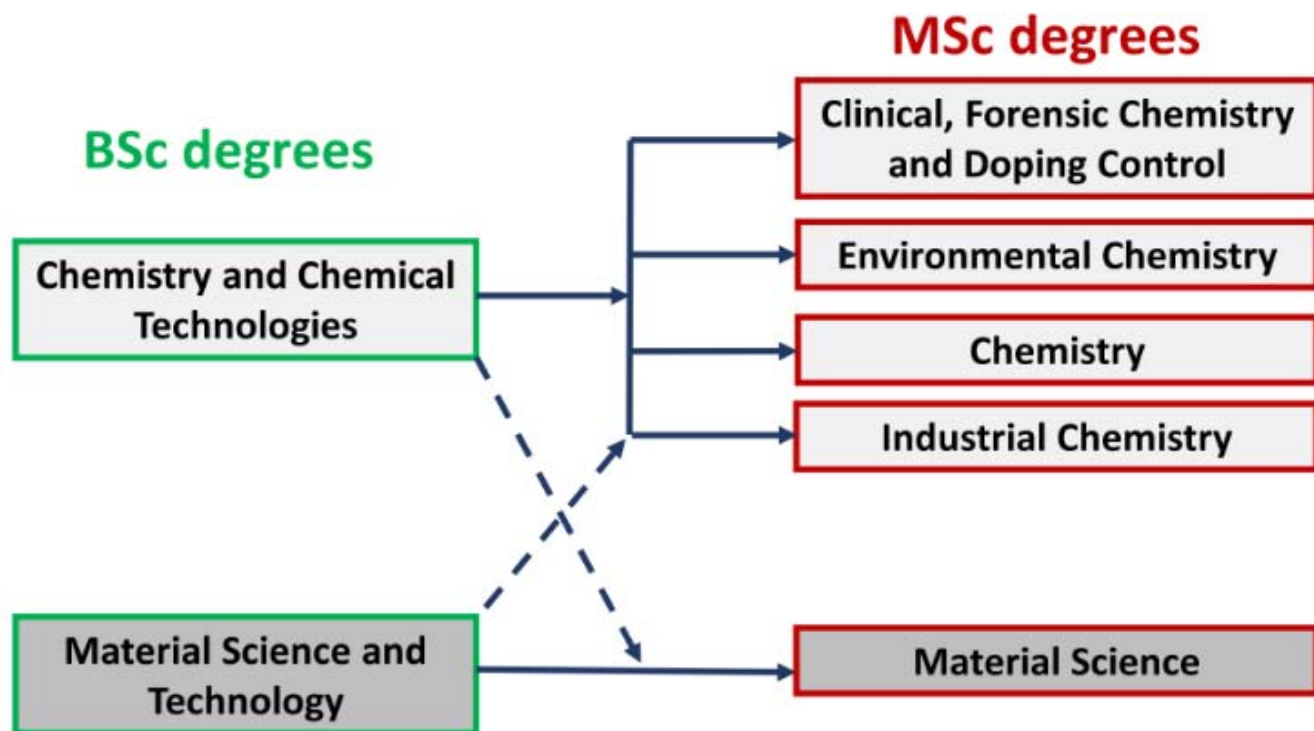 BSc degrees
Chemistry and Chemical
Technologies
Material Science and
Technology
MSc degrees
Clinical, Forensic Chemistry
and Doping Control
Environmental Chemistry
Chemistry
Industrial Chemistry
Material Science